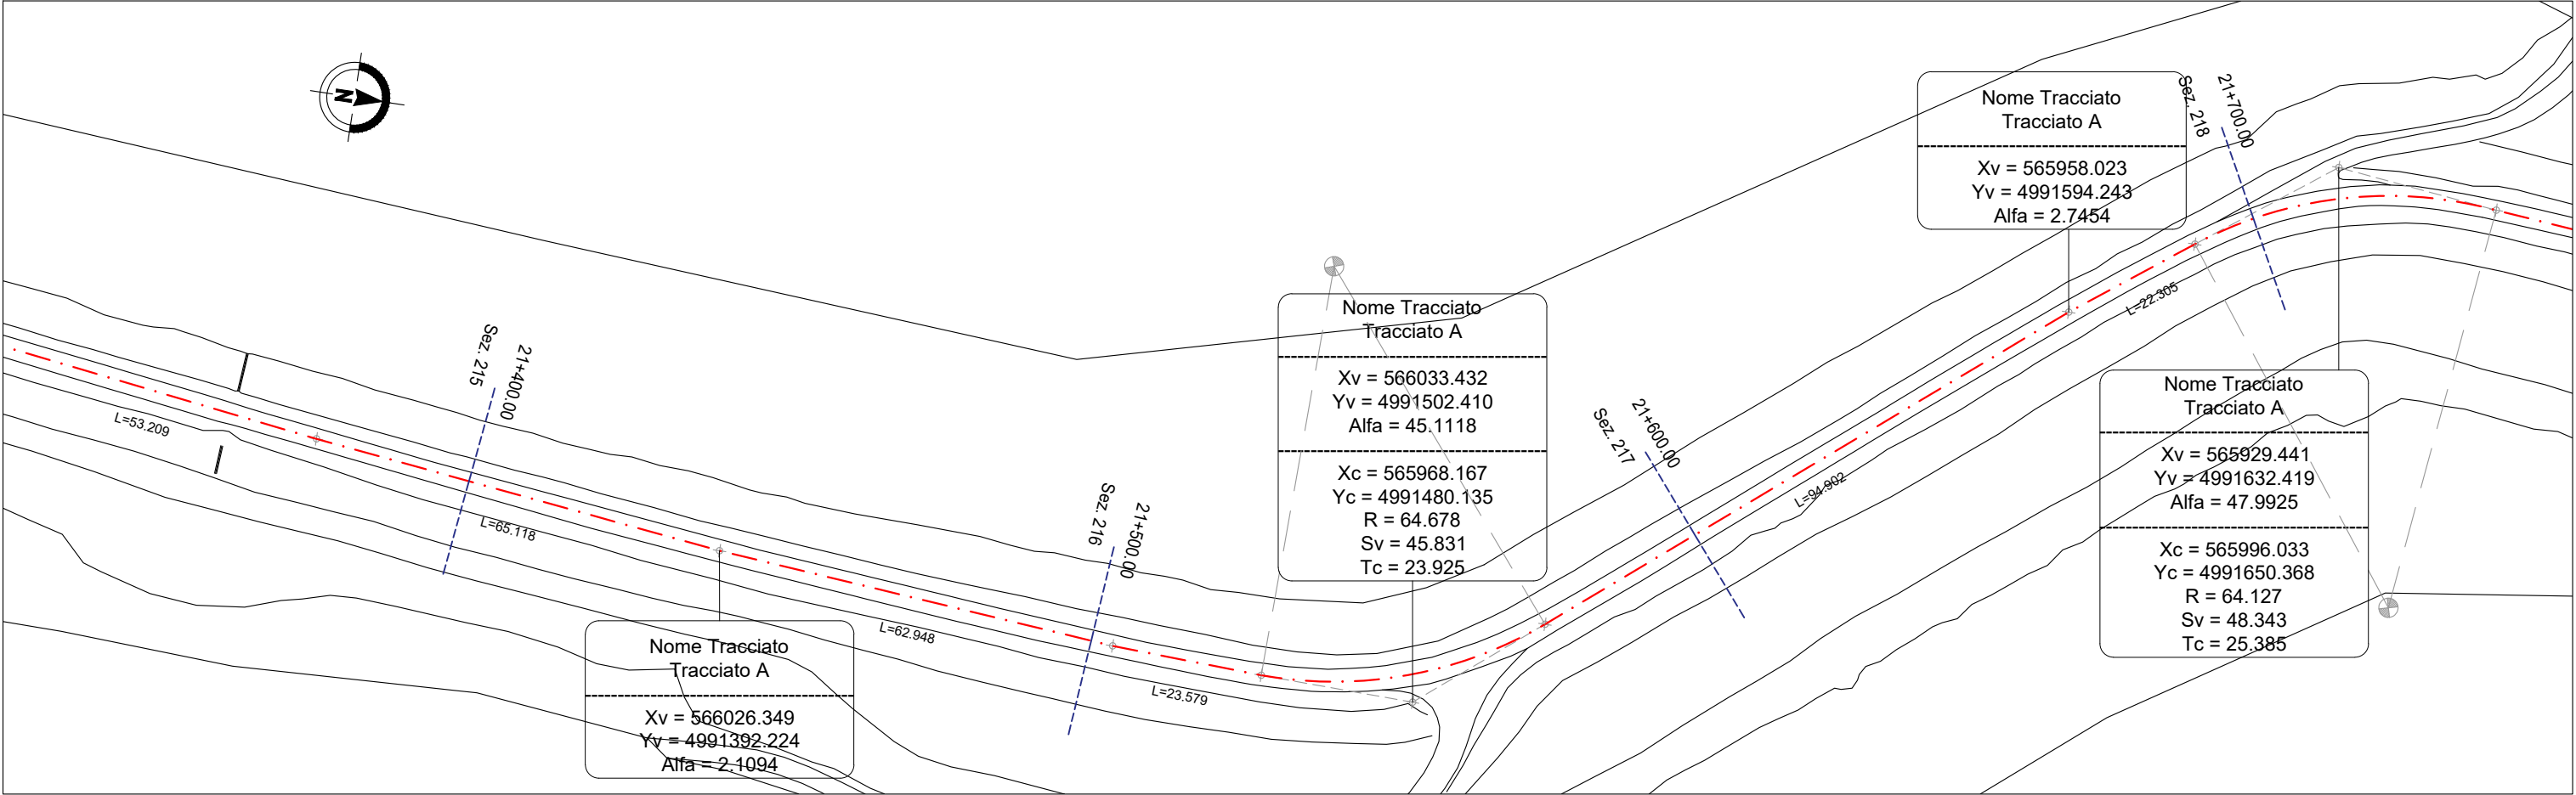 N
L=53.209
Sez. 215
21+400.00
L=65.118
Nome Tracciato
Tracciato A
Xv = 566026.349
Yv = 4991392.224
Alfa = 2.1094
L=62.948
Sez. 216
21+500.00
L=23.579
Nome Tracciato
Tracciato A
Xv = 566033.432
Yv = 4991502.410
Alfa = 45.1118
Xc = 565968.167
Yc = 4991480.135
R = 64.678
Sv = 45.831
Tc = 23.925
Sez. 217
21+600.00
L=94.902
Nome Tracciato
Tracciato A
Xv = 565958.023
Yv = 4991594.243
Alfa = 2.7454
L=22.305
Sez. 218
21+700.00
Nome Tracciato
Tracciato A
Xv = 565929.441
Yv = 4991632.419
Alfa = 47.9925
Xc = 565996.033
Yc = 4991650.368
R = 64.127
Sv = 48.343
Tc = 25.385